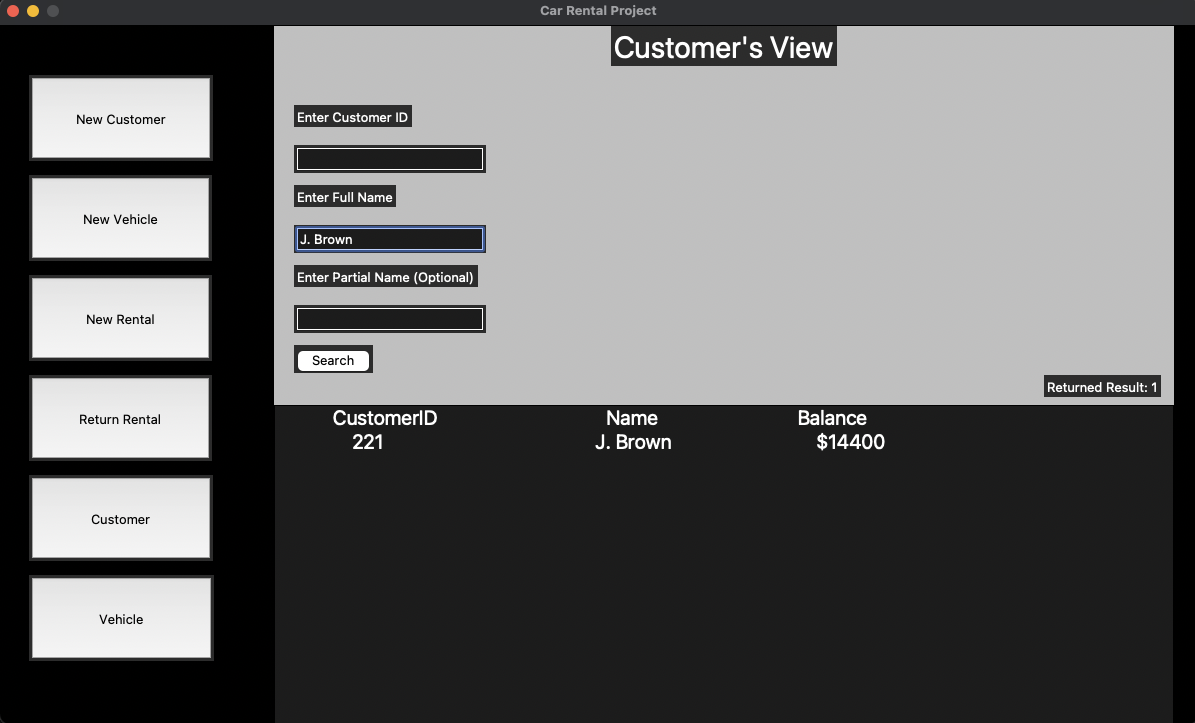 Car Rental Project
Customer's View
New Customer
New Vehicle
New Rental
Return Rental
Customer
Vehicle
Enter Customer ID
Enter Full Name
J. Brown
Enter Partial Name (Optional)
Search
Returned Result: 1
CustomerID Name Balance
221 J. Brown $14400